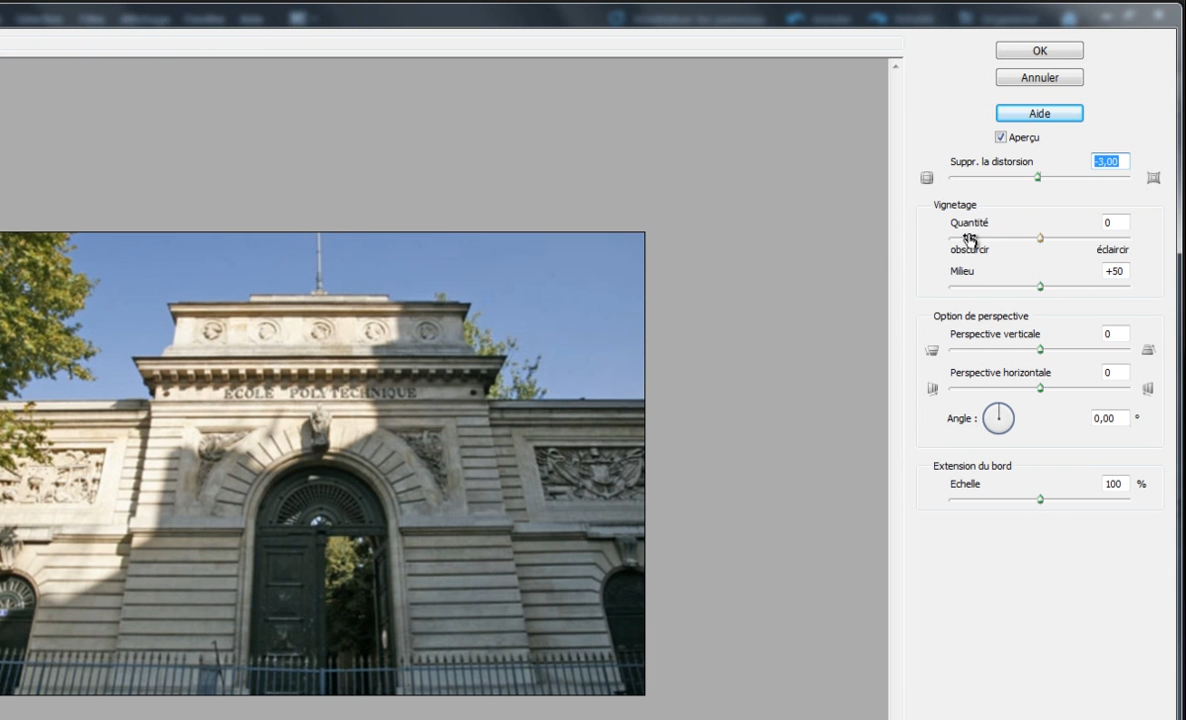 OK
Annuler
Aide
Aperçu
Suppr. la distorsion -3,00
Vignetage
Quantité 0
obscurcir éclaircir
Milieu +50
Option de perspective
Perspective verticale 0
Perspective horizontale 0
Angle : 0,00 °
Extension du bord
Echelle 100 %
ECOLE POLYTECHNIQUE